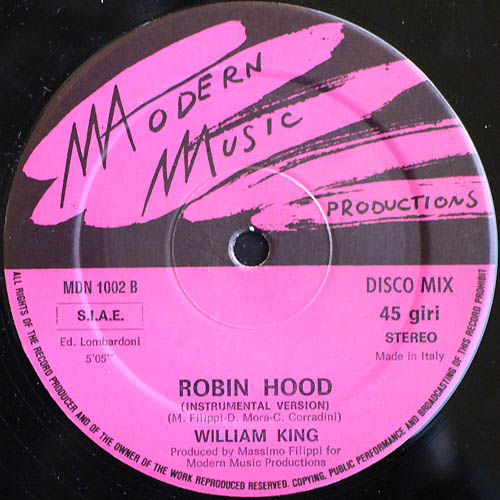 MODERN
MUSIC
PRODUCTIONS
MDN 1002 B
S.I.A.E.
Ed. Lombardoni
5'05"
DISCO MIX
45 giri
STEREO
Made in Italy
ROBIN HOOD
(INSTRUMENTAL VERSION)
(M. Filippi-D. Mora-C. Corradini)
WILLIAM KING
Produced by Massimo Filippi for
Modern Music Productions
ALL RIGHTS OF THE RECORD PRODUCER AND OF THE OWNER OF THE WORK REPRODUCED RESERVED. COPYING, PUBLIC PERFORMANCE AND BROADCASTING OF THIS RECORD PROHIBIT